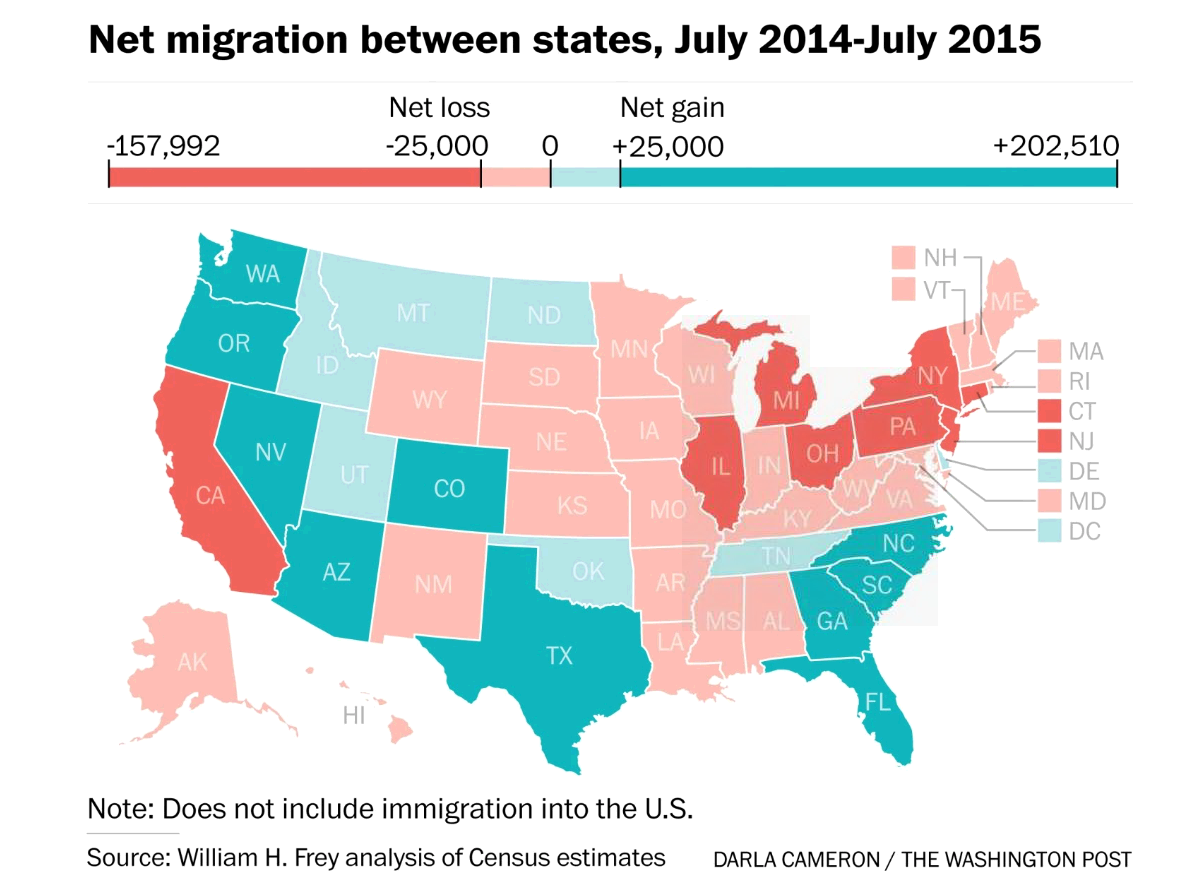 Net migration between states, July 2014-July 2015
Net loss Net gain
-157,992 -25,000 0 +25,000 +202,510
WA
OR
CA
NV
ID
MT
WY
UT
CO
AZ
NM
ND
SD
NE
KS
OK
TX
MN
IA
MO
AR
LA
WI
IL
MI
IN
OH
KY
TN
MS
AL
GA
FL
SC
NC
VA
WV
PA
NY
ME
NH
VT
MA
RI
CT
NJ
DE
MD
DC
AK
HI
Note: Does not include immigration into the U.S.
Source: William H. Frey analysis of Census estimates DARLA CAMERON / THE WASHINGTON POST